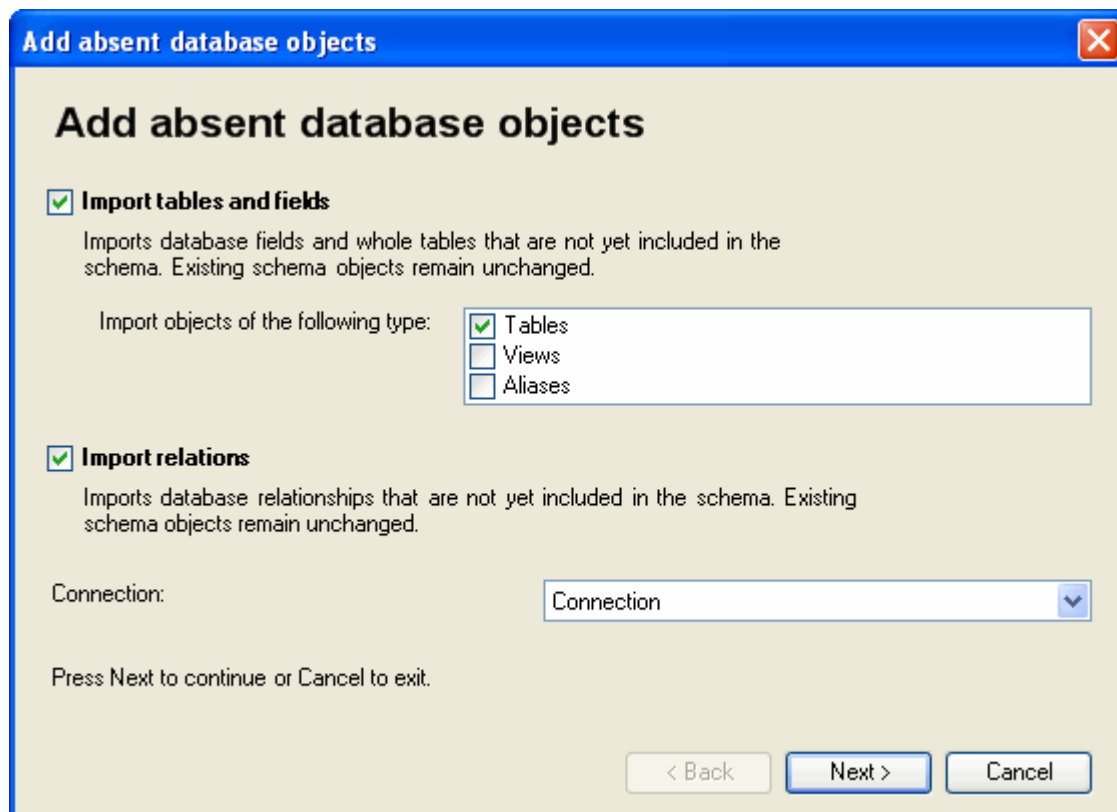 Add absent database objects
Add absent database objects
Import tables and fields
Imports database fields and whole tables that are not yet included in the
schema. Existing schema objects remain unchanged.
Import objects of the following type:
Tables
Views
Aliases
Import relations
Imports database relationships that are not yet included in the schema. Existing
schema objects remain unchanged.
Connection:
Connection
Press Next to continue or Cancel to exit.
< Back
Next >
Cancel